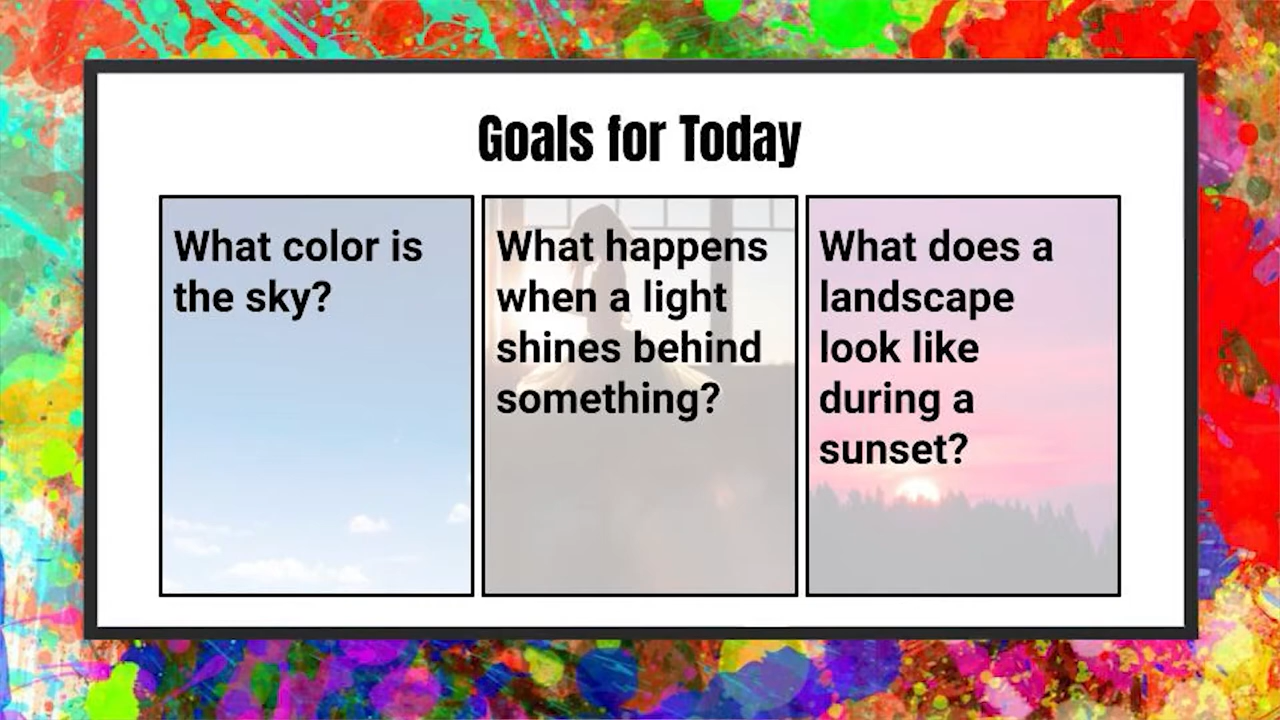 Goals for Today
What color is
the sky?
What happens
when a light
shines behind
something?
What does a
landscape
look like
during a
sunset?